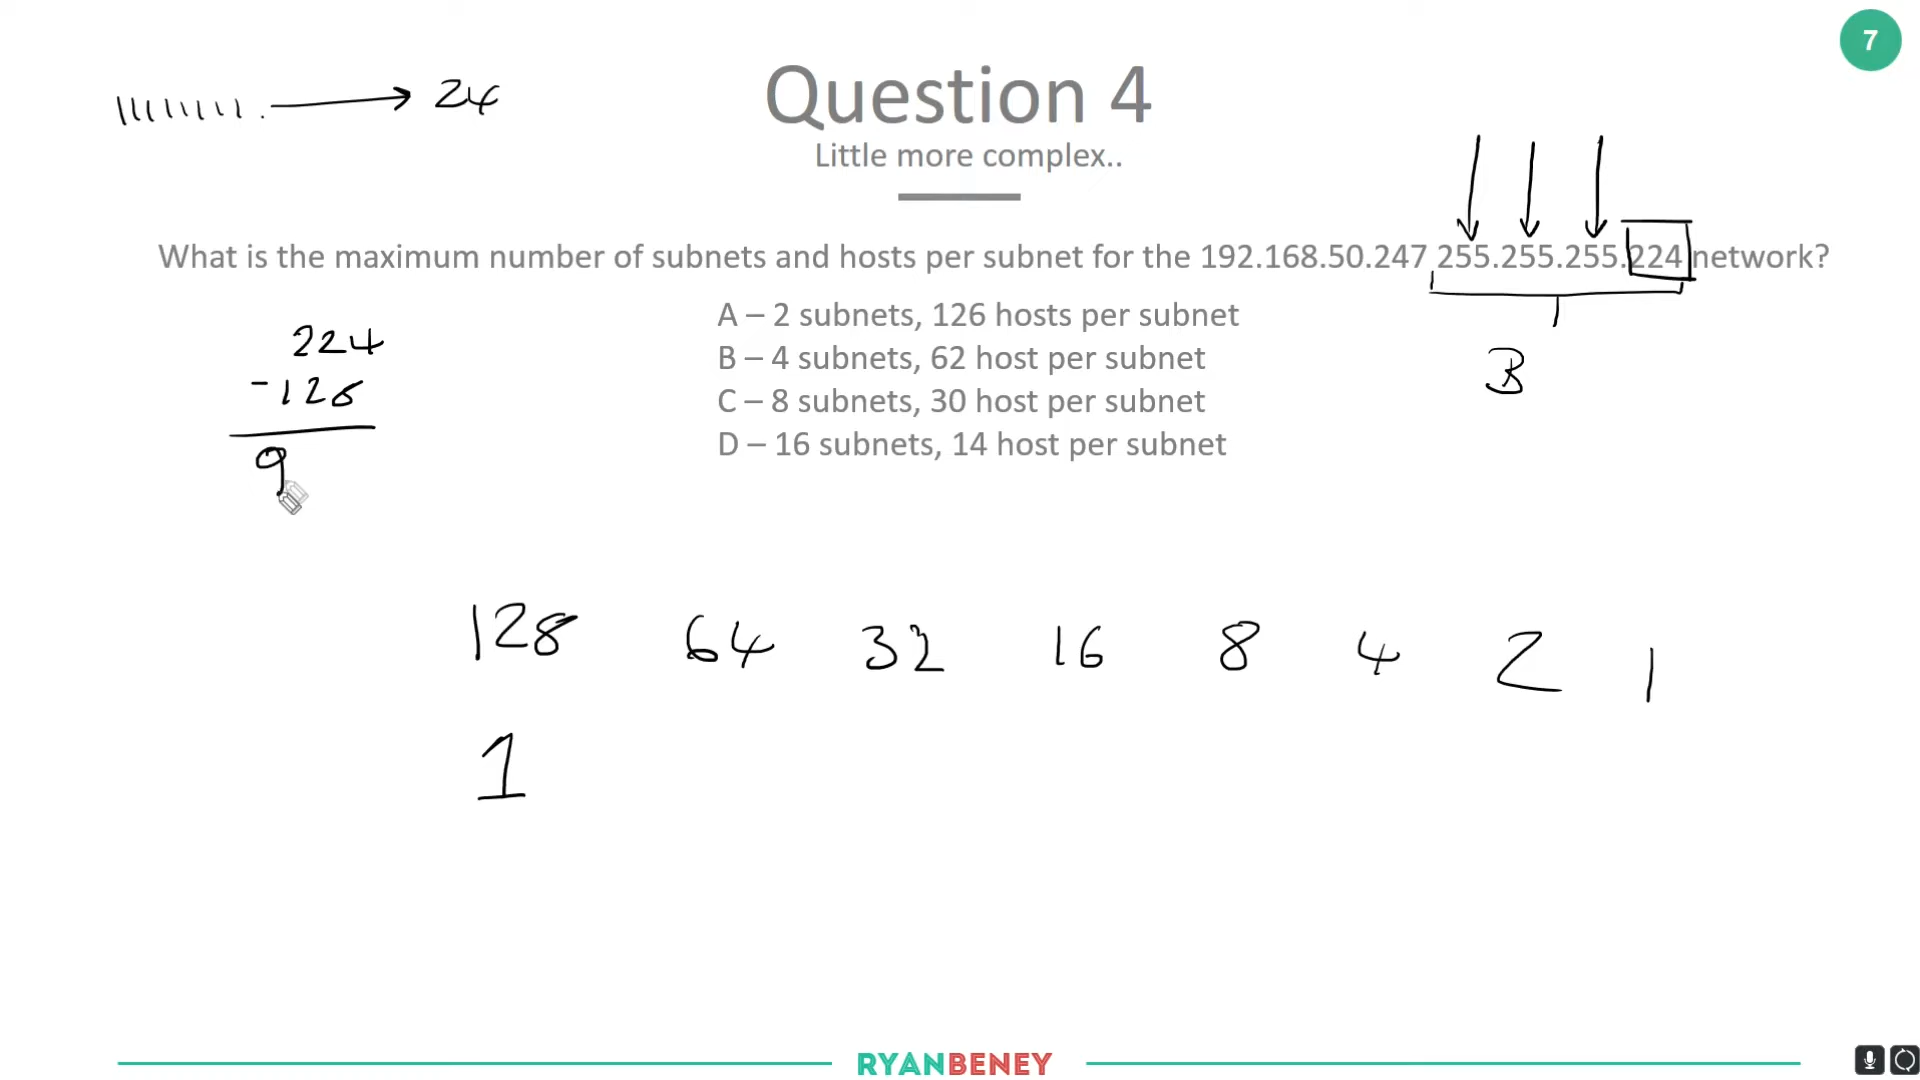 7
Question 4
Little more complex..
11111111. → 24
What is the maximum number of subnets and hosts per subnet for the 192.168.50.247 255.255.255.224 network?
A – 2 subnets, 126 hosts per subnet
B – 4 subnets, 62 host per subnet
C – 8 subnets, 30 host per subnet
D – 16 subnets, 14 host per subnet
B
224
-128
9
128 64 32 16 8 4 2 1
1
RYANBENEY